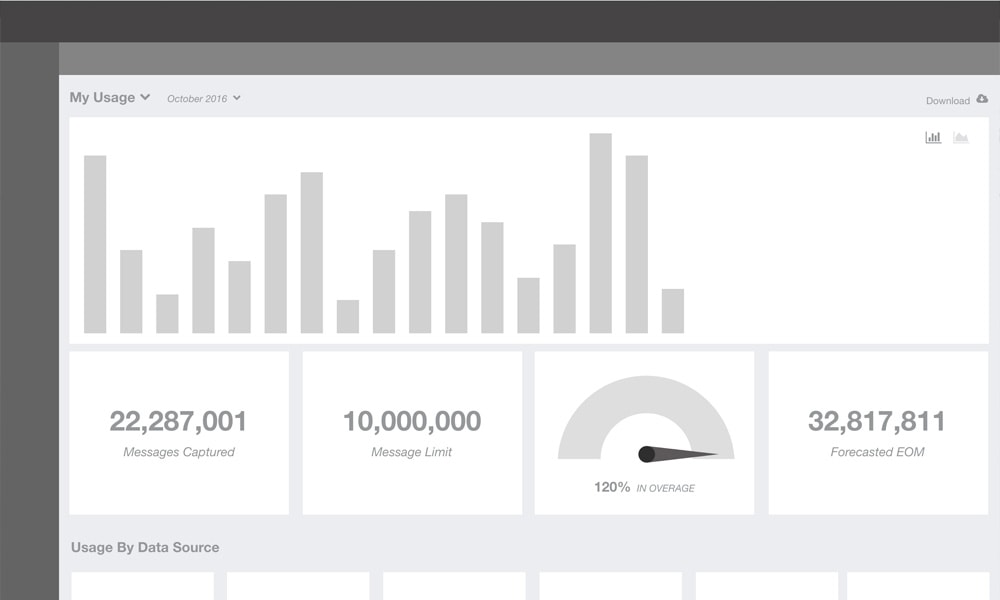 My Usage
October 2016
Download
22,287,001
Messages Captured
10,000,000
Message Limit
120% IN OVERAGE
32,817,811
Forecasted EOM
Usage By Data Source